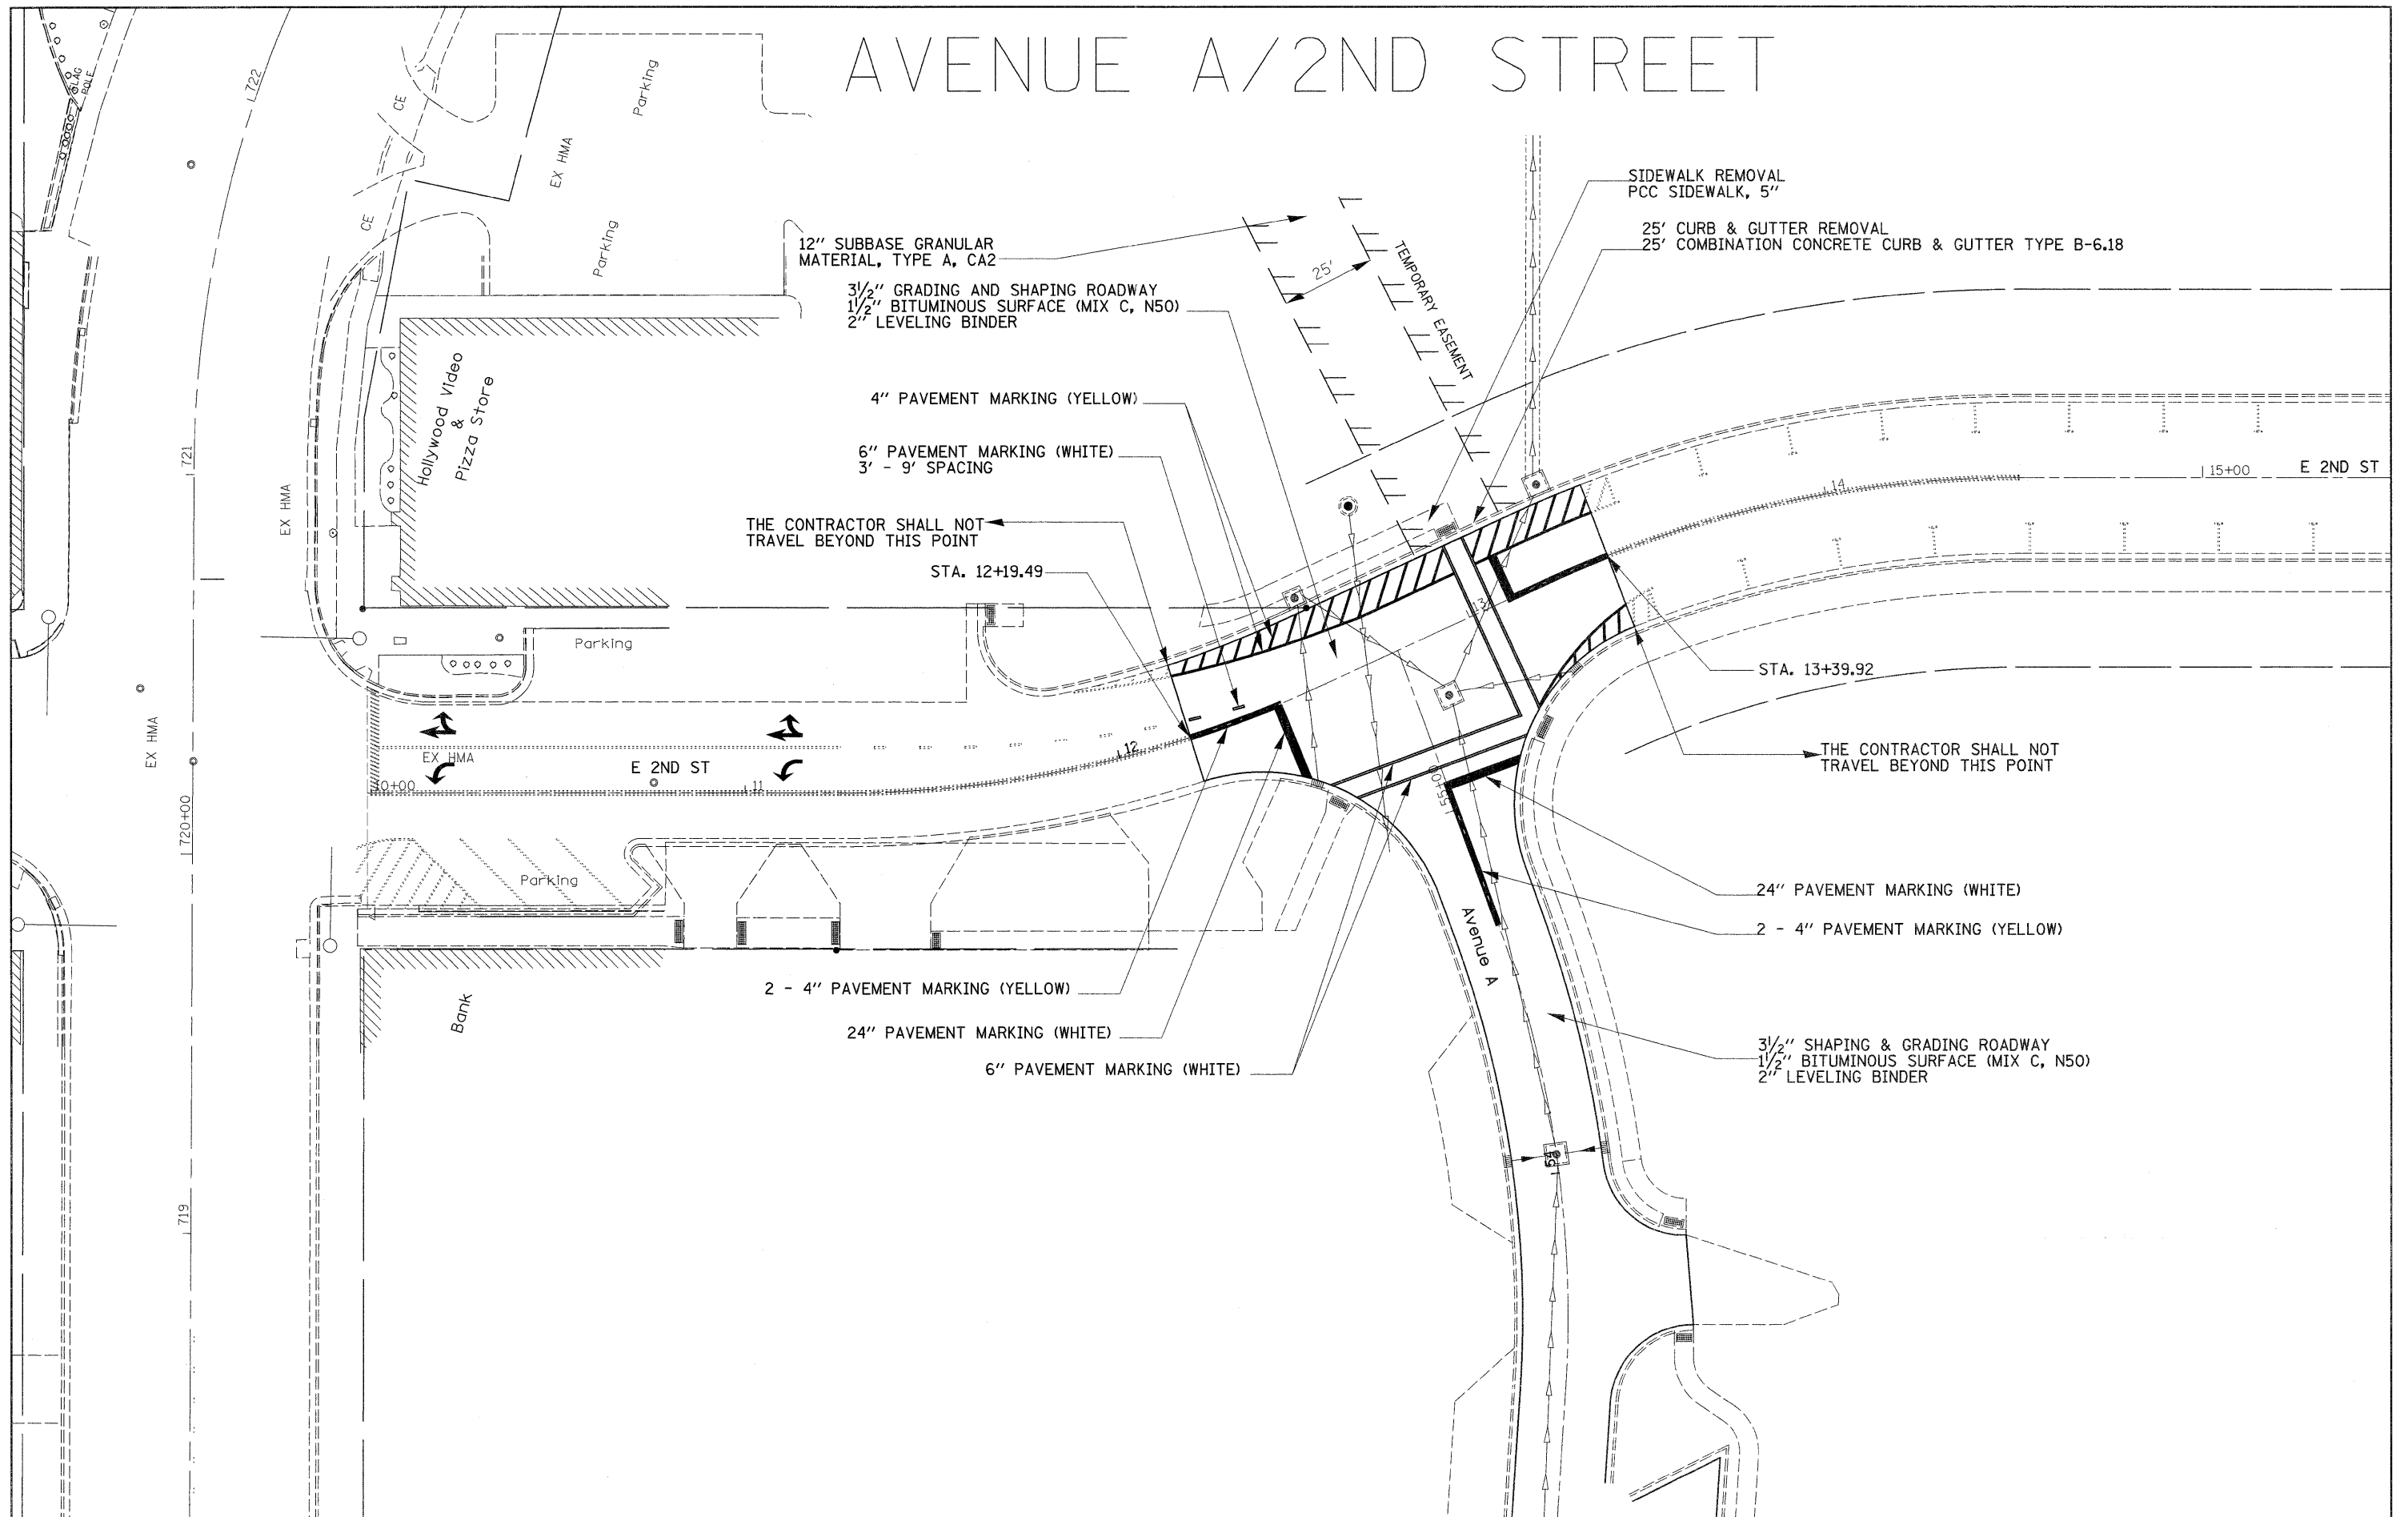 AVENUE A/2ND STREET
FLAG
POLE
722
CE
Parking
EX HMA
CE
Parking
SIDEWALK REMOVAL
PCC SIDEWALK, 5"
25' CURB & GUTTER REMOVAL
25' COMBINATION CONCRETE CURB & GUTTER TYPE B-6.18
12" SUBBASE GRANULAR
MATERIAL, TYPE A, CA2
25'
TEMPORARY EASEMENT
3½" GRADING AND SHAPING ROADWAY
1½" BITUMINOUS SURFACE (MIX C, N50)
2" LEVELING BINDER
Hollywood Video
&
Pizza Store
4" PAVEMENT MARKING (YELLOW)
6" PAVEMENT MARKING (WHITE)
3' - 9' SPACING
721
EX HMA
14
15+00
E 2ND ST
THE CONTRACTOR SHALL NOT
TRAVEL BEYOND THIS POINT
STA. 12+19.49
Parking
STA. 13+39.92
EX HMA
12
THE CONTRACTOR SHALL NOT
TRAVEL BEYOND THIS POINT
EX HMA
E 2ND ST
10+00
11
55+00
720+00
Parking
24" PAVEMENT MARKING (WHITE)
2 - 4" PAVEMENT MARKING (YELLOW)
Avenue A
2 - 4" PAVEMENT MARKING (YELLOW)
Bank
24" PAVEMENT MARKING (WHITE)
6" PAVEMENT MARKING (WHITE)
3½" SHAPING & GRADING ROADWAY
1½" BITUMINOUS SURFACE (MIX C, N50)
2" LEVELING BINDER
719